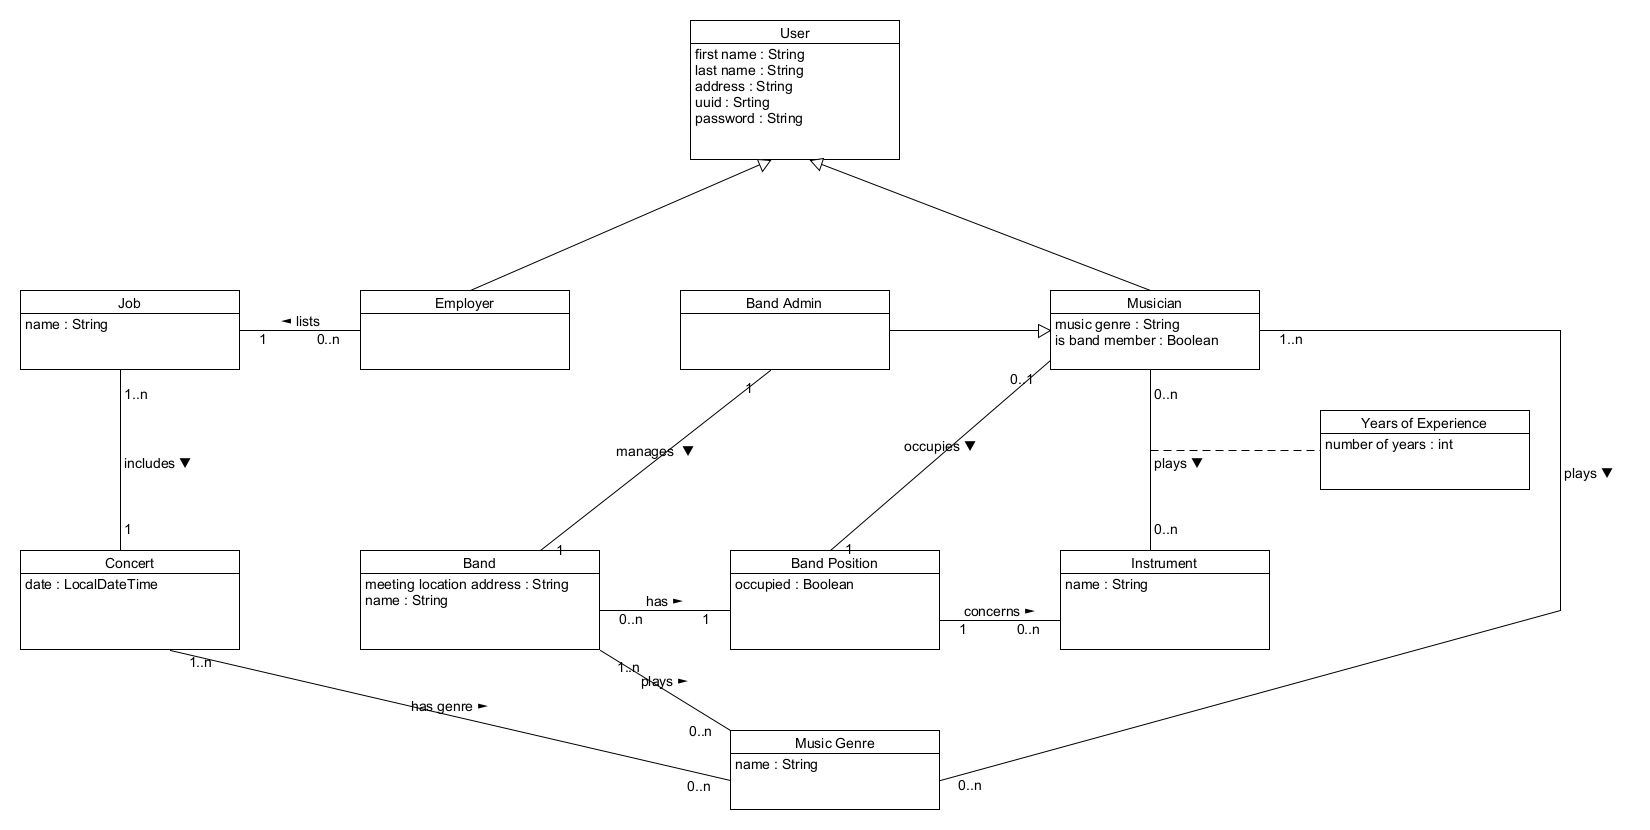 User
first name : String
last name : String
address : String
uuid : Srting
password : String
Job
name : String
◄ lists
1
0..n
Employer
Band Admin
Musician
music genre : String
is band member : Boolean
1..n
1..n
includes ▼
1
1
manages ▼
1
0..1
occupies ▼
1
0..n
plays ▼
0..n
Years of Experience
number of years : int
plays ▼
Concert
date : LocalDateTime
Band
meeting location address : String
name : String
has ►
0..n
1
Band Position
occupied : Boolean
concerns ►
1
0..n
Instrument
name : String
1..n
has genre ►
0..n
1..n
plays ►
0..n
Music Genre
name : String
0..n